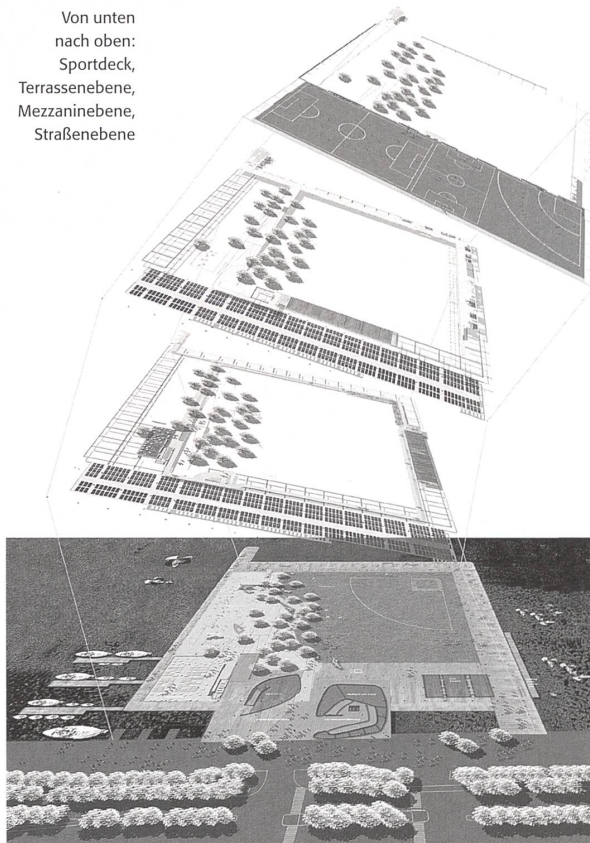 Von unten
nach oben:
Sportdeck,
Terrassenebene,
Mezzaninebene,
Straßenebene